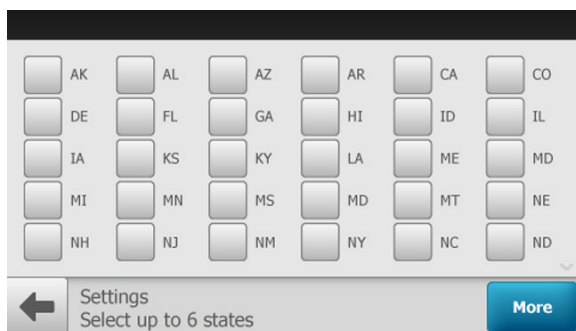 AK AL AZ AR CA CO
DE FL GA HI ID IL
IA KS KY LA ME MD
MI MN MS MD MT NE
NH NJ NM NY NC ND
Settings
Select up to 6 states
More